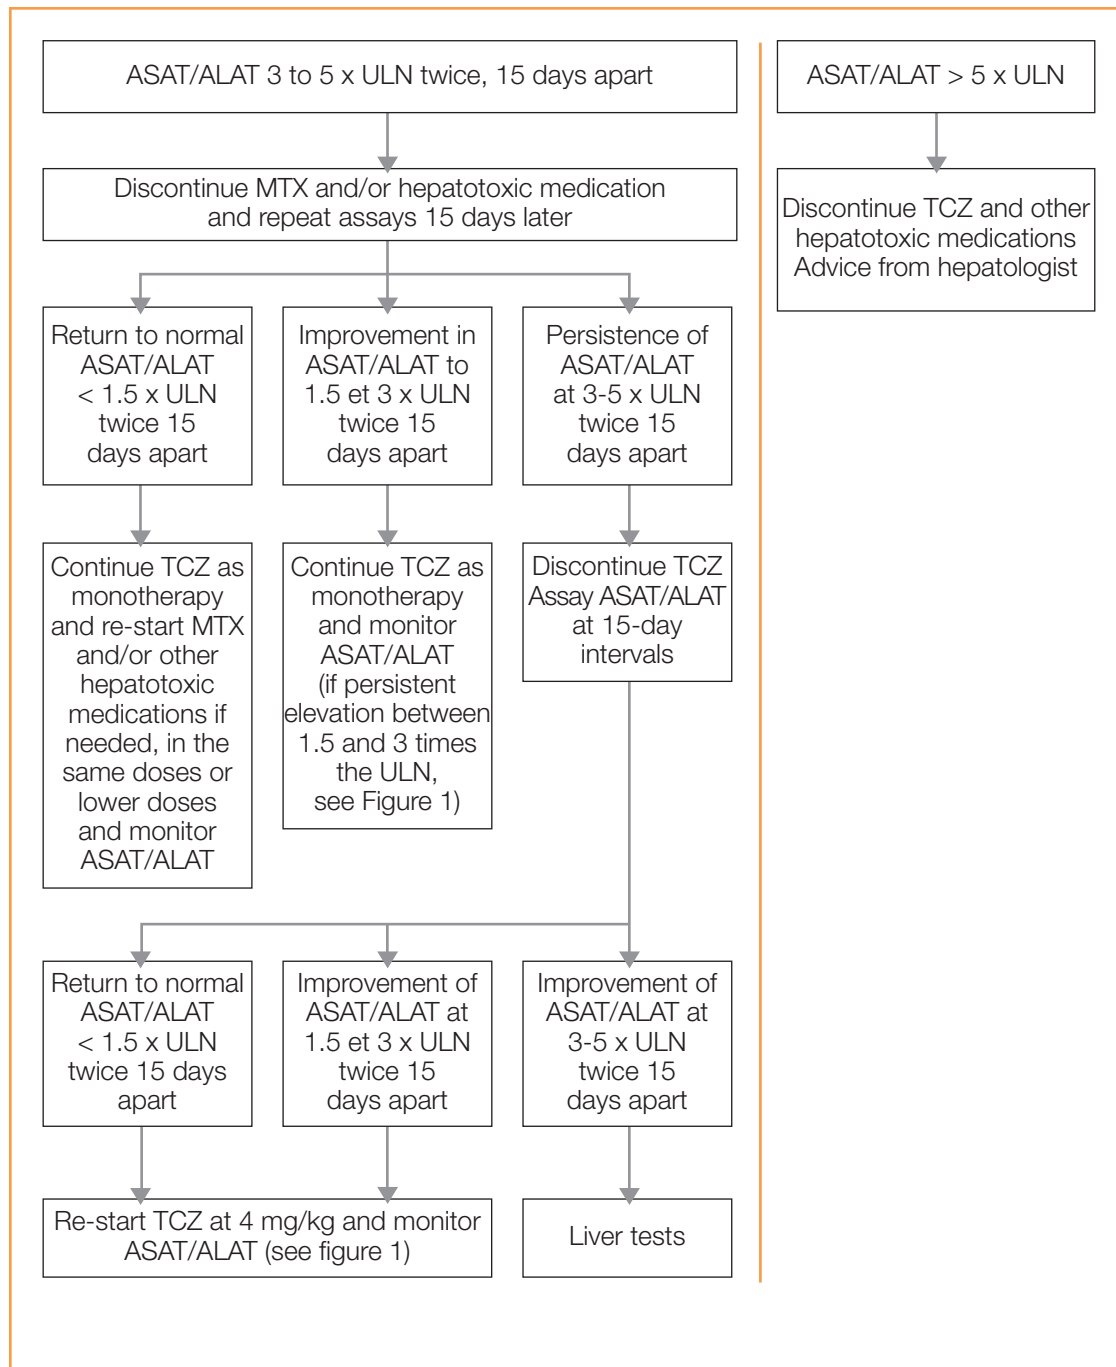 ASAT/ALAT 3 to 5 x ULN twice, 15 days apart
Discontinue MTX and/or hepatotoxic medication
and repeat assays 15 days later
Return to normal
ASAT/ALAT
< 1.5 x ULN
twice 15
days apart
Improvement in
ASAT/ALAT to
1.5 et 3 x ULN
twice 15
days apart
Persistence of
ASAT/ALAT
at 3-5 x ULN
twice 15
days apart
Continue TCZ as
monotherapy
and re-start MTX
and/or other
hepatotoxic
medications if
needed, in the
same doses or
lower doses
and monitor
ASAT/ALAT
Continue TCZ as
monotherapy
and monitor
ASAT/ALAT
(if persistent
elevation between
1.5 and 3 times
the ULN,
see Figure 1)
Discontinue TCZ
Assay ASAT/ALAT
at 15-day
intervals
Return to normal
ASAT/ALAT
< 1.5 x ULN
twice 15 days
apart
Improvement of
ASAT/ALAT at
1.5 et 3 x ULN
twice 15
days apart
Improvement of
ASAT/ALAT at
3-5 x ULN
twice 15
days apart
Re-start TCZ at 4 mg/kg and monitor
ASAT/ALAT (see figure 1)
Liver tests
ASAT/ALAT > 5 x ULN
Discontinue TCZ and other
hepatotoxic medications
Advice from hepatologist